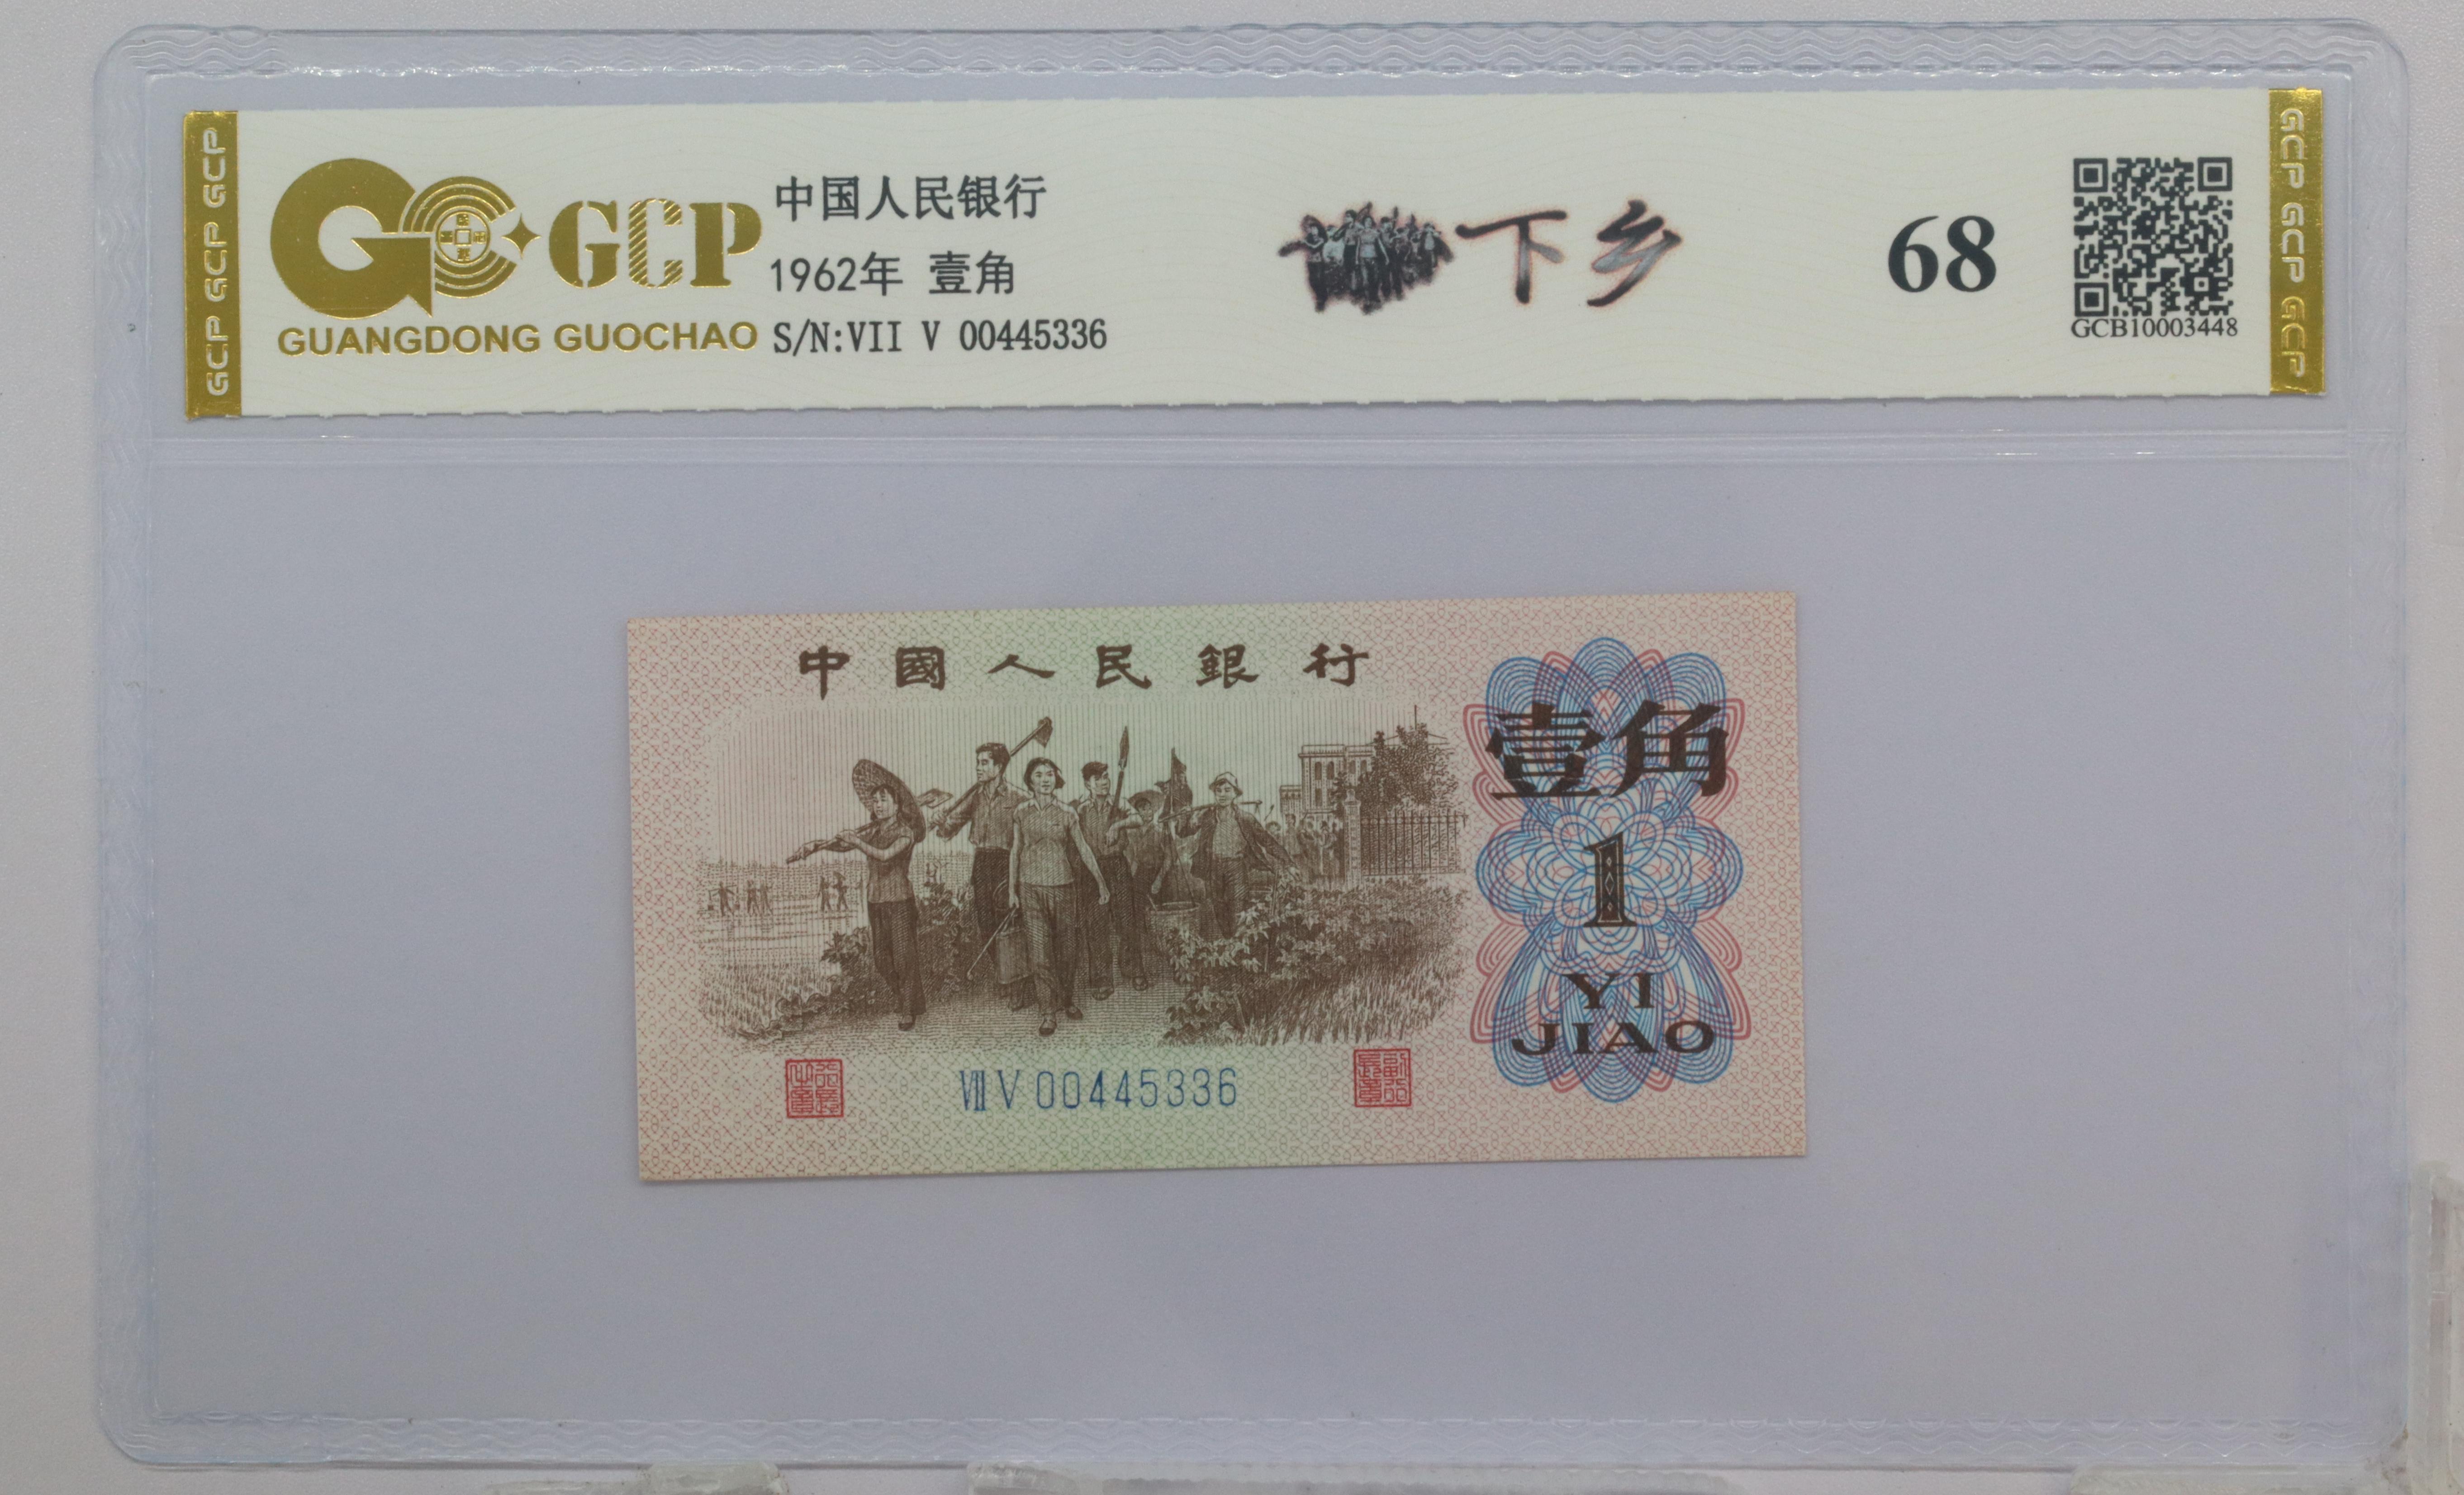 GCP GCP GCP
GCP
GUANGDONG GUOCHAO
中国人民银行
1962年 壹角
S/N:VII V 00445336
下乡
68
GCB10003448
GCP GCP GCP
中國人民銀行
壹角
1
YI
JIAO
VII V 00445336